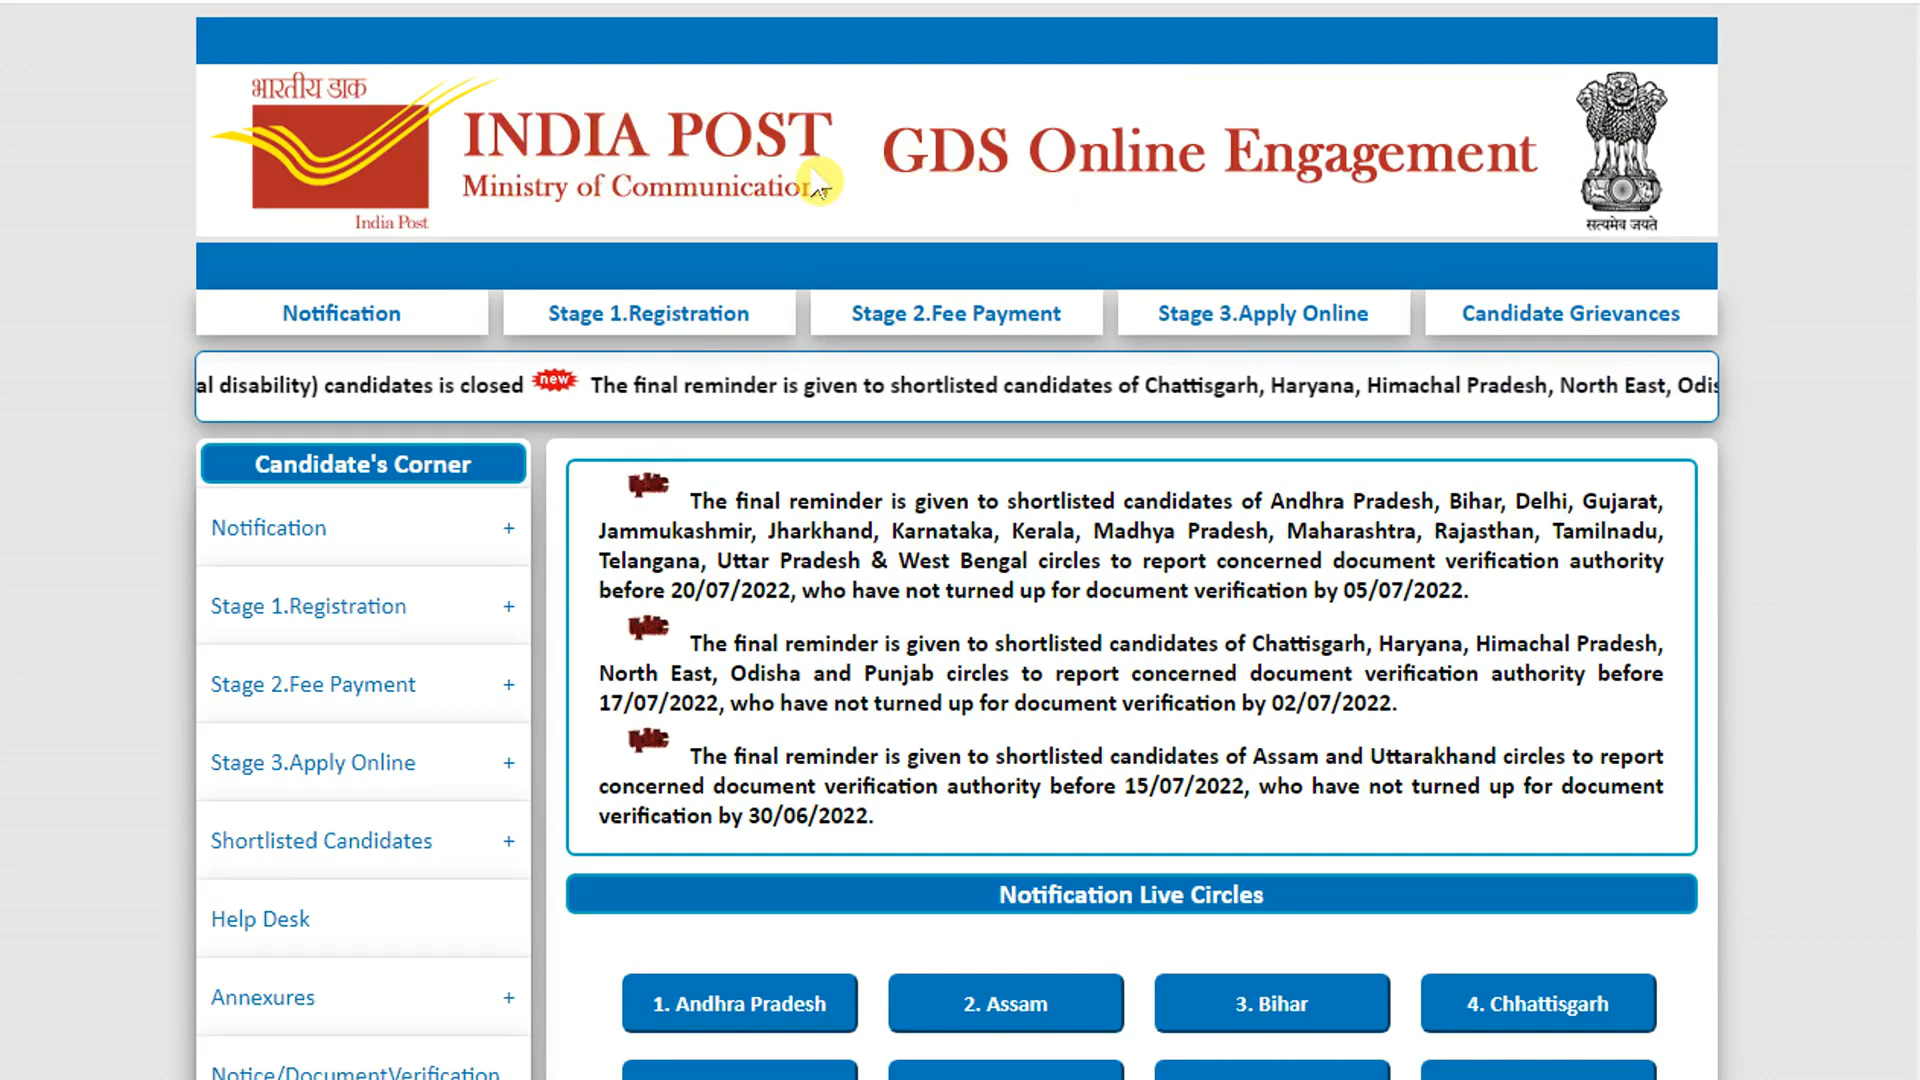 भारतीय डाक
INDIA POST
Ministry of Communication
India Post
GDS Online Engagement
सत्यमेव जयते
Notification
Stage 1.Registration
Stage 2.Fee Payment
Stage 3.Apply Online
Candidate Grievances
al disability) candidates is closed new The final reminder is given to shortlisted candidates of Chattisgarh, Haryana, Himachal Pradesh, North East, Odis
Candidate's Corner
Notification +
Stage 1.Registration +
Stage 2.Fee Payment +
Stage 3.Apply Online +
Shortlisted Candidates +
Help Desk
Annexures +
Notice/DocumentVerification
The final reminder is given to shortlisted candidates of Andhra Pradesh, Bihar, Delhi, Gujarat,
Jammukashmir, Jharkhand, Karnataka, Kerala, Madhya Pradesh, Maharashtra, Rajasthan, Tamilnadu,
Telangana, Uttar Pradesh & West Bengal circles to report concerned document verification authority
before 20/07/2022, who have not turned up for document verification by 05/07/2022.
The final reminder is given to shortlisted candidates of Chattisgarh, Haryana, Himachal Pradesh,
North East, Odisha and Punjab circles to report concerned document verification authority before
17/07/2022, who have not turned up for document verification by 02/07/2022.
The final reminder is given to shortlisted candidates of Assam and Uttarakhand circles to report
concerned document verification authority before 15/07/2022, who have not turned up for document
verification by 30/06/2022.
Notification Live Circles
1. Andhra Pradesh
2. Assam
3. Bihar
4. Chhattisgarh